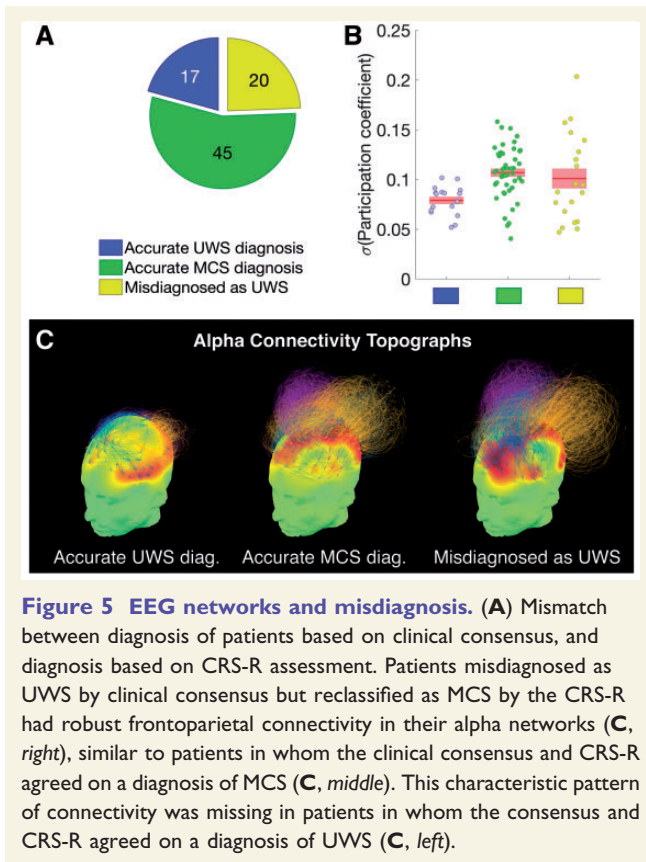 A
17
20
45
Accurate UWS diagnosis
Accurate MCS diagnosis
Misdiagnosed as UWS
B
σ(Participation coefficient)
0.25
0.2
0.15
0.1
0.05
0
C
Alpha Connectivity Topographs
Accurate UWS diag.
Accurate MCS diag.
Misdiagnosed as UWS
Figure 5 EEG networks and misdiagnosis. (A) Mismatch
between diagnosis of patients based on clinical consensus, and
diagnosis based on CRS-R assessment. Patients misdiagnosed as
UWS by clinical consensus but reclassified as MCS by the CRS-R
had robust frontoparietal connectivity in their alpha networks (C,
right), similar to patients in whom the clinical consensus and CRS-R
agreed on a diagnosis of MCS (C, middle). This characteristic pattern
of connectivity was missing in patients in whom the consensus and
CRS-R agreed on a diagnosis of UWS (C, left).